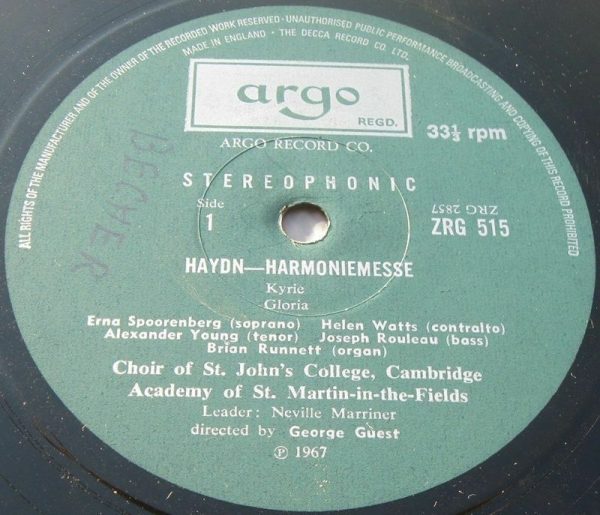 ALL RIGHTS OF THE MANUFACTURER AND OF THE OWNER OF THE RECORDED WORK RESERVED · UNAUTHORISED PUBLIC PERFORMANCE BROADCASTING AND COPYING OF THIS RECORD PROHIBITED
MADE IN ENGLAND · THE DECCA RECORD CO. LTD.
argo
REGD.
ARGO RECORD CO.
33⅓ rpm
BECHER
STEREOPHONIC
Side
1
ZRG 2857
ZRG 515
HAYDN—HARMONIEMESSE
Kyrie
Gloria
Erna Spoorenberg (soprano) Helen Watts (contralto)
Alexander Young (tenor) Joseph Rouleau (bass)
Brian Runnett (organ)
Choir of St. John's College, Cambridge
Academy of St. Martin-in-the-Fields
Leader: Neville Marriner
directed by George Guest
Ⓟ 1967